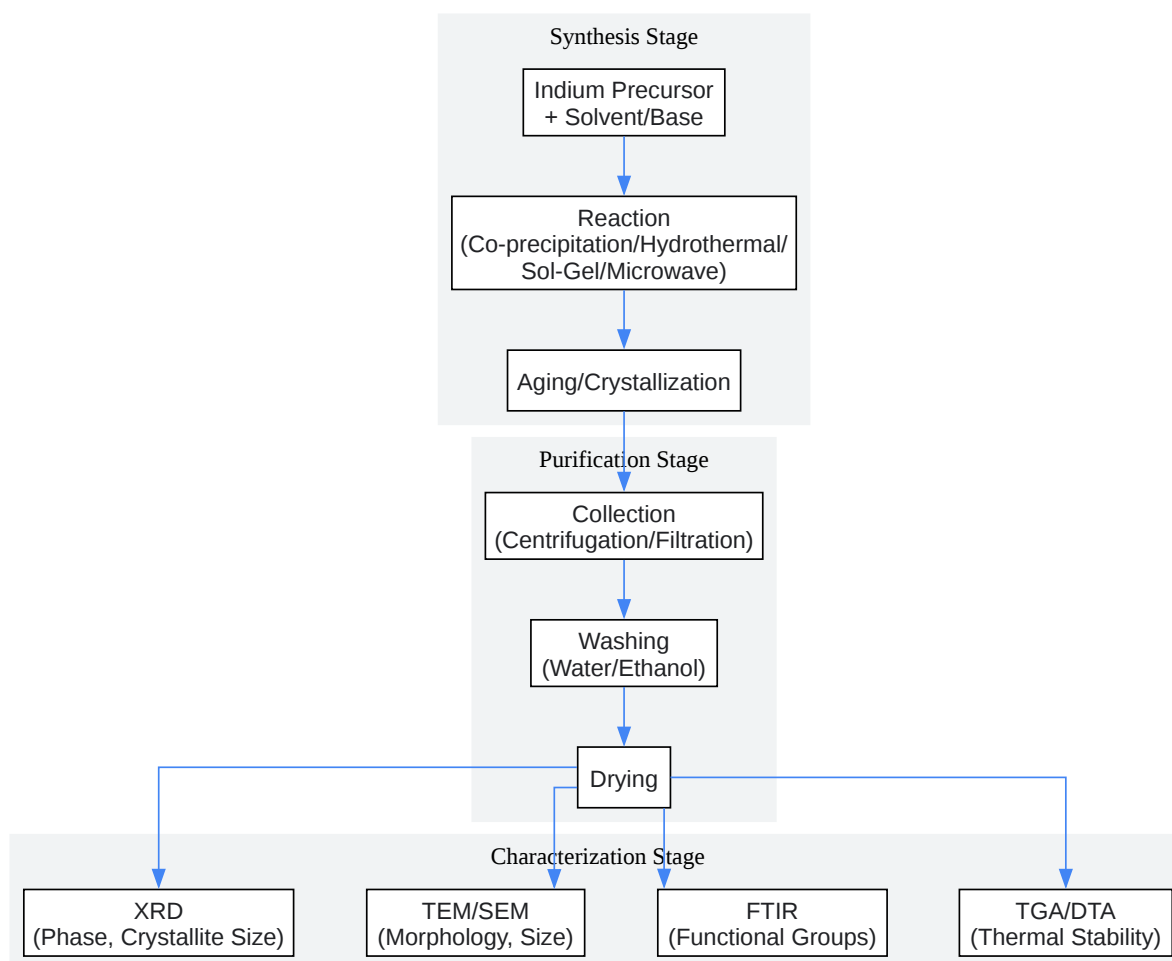 Synthesis Stage
Indium Precursor
+ Solvent/Base
Reaction
(Co-precipitation/Hydrothermal/
Sol-Gel/Microwave)
Aging/Crystallization
Purification Stage
Collection
(Centrifugation/Filtration)
Washing
(Water/Ethanol)
Drying
Characterization Stage
XRD
(Phase, Crystallite Size)
TEM/SEM
(Morphology, Size)
FTIR
(Functional Groups)
TGA/DTA
(Thermal Stability)